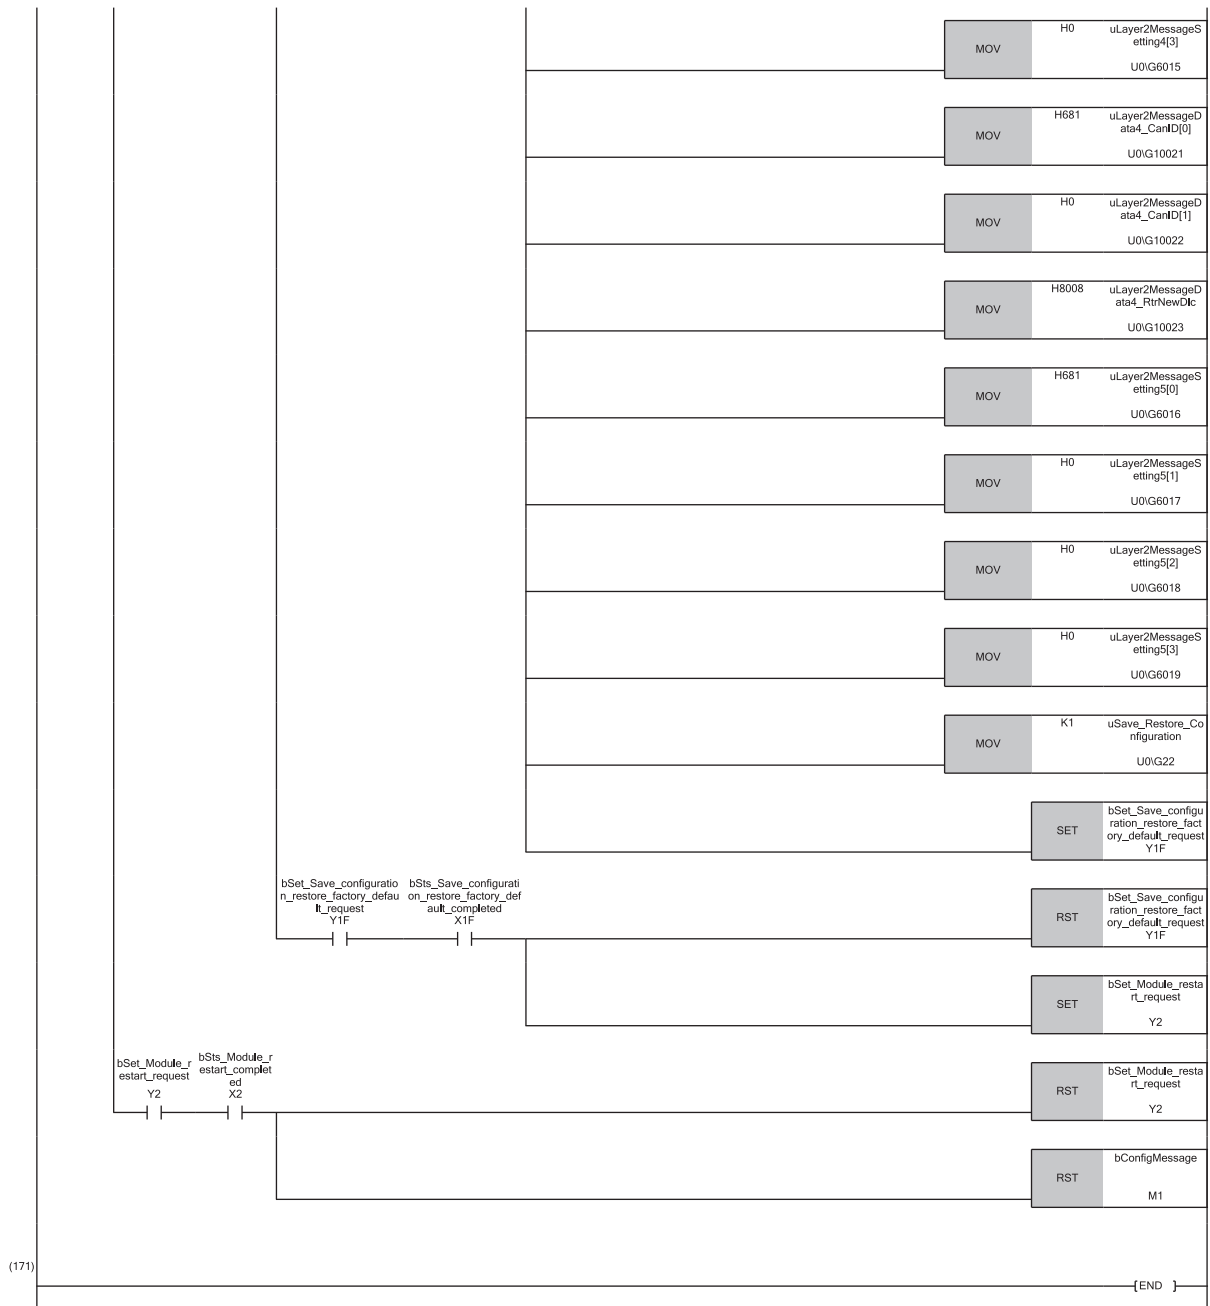 MOV
H0
uLayer2MessageS
etting4[3]
U0\G6015
MOV
H681
uLayer2MessageD
ata4_CanID[0]
U0\G10021
MOV
H0
uLayer2MessageD
ata4_CanID[1]
U0\G10022
MOV
H8008
uLayer2MessageD
ata4_RtrNewDlc
U0\G10023
MOV
H681
uLayer2MessageS
etting5[0]
U0\G6016
MOV
H0
uLayer2MessageS
etting5[1]
U0\G6017
MOV
H0
uLayer2MessageS
etting5[2]
U0\G6018
MOV
H0
uLayer2MessageS
etting5[3]
U0\G6019
MOV
K1
uSave_Restore_Co
nfiguration
U0\G22
SET
bSet_Save_configu
ration_restore_fact
ory_default_request
Y1F
bSet_Save_configuratio
n_restore_factory_defau
lt_request
Y1F
bSts_Save_configurati
on_restore_factory_def
ault_completed
X1F
RST
bSet_Save_configu
ration_restore_fact
ory_default_request
Y1F
SET
bSet_Module_resta
rt_request
Y2
bSet_Module_r
estart_request
Y2
bSts_Module_r
estart_complet
ed
X2
RST
bSet_Module_resta
rt_request
Y2
RST
bConfigMessage
M1
(171)
END